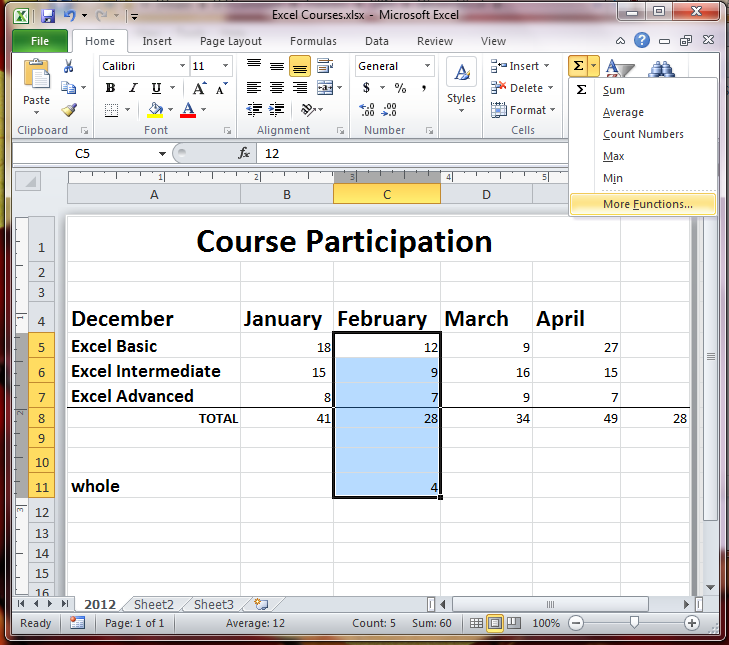 Excel Courses.xlsx - Microsoft Excel
File Home Insert Page Layout Formulas Data Review View
Calibri 11 General Insert Σ
Paste B I U A A $ % , Styles Delete
A Format
Clipboard Font Alignment Number Cells
Σ Sum
Average
Count Numbers
Max
Min
More Functions...
C5 fx 12
1 2 3 4 5
A B C D
1 Course Participation
2
3
4 December January February March April
5 Excel Basic 18 12 9 27
6 Excel Intermediate 15 9 16 15
7 Excel Advanced 8 7 9 7
8 TOTAL 41 28 34 49 28
9
10
11 whole 4
12
13
14
15
16
2012 Sheet2 Sheet3
Ready Page: 1 of 1 Average: 12 Count: 5 Sum: 60 100%